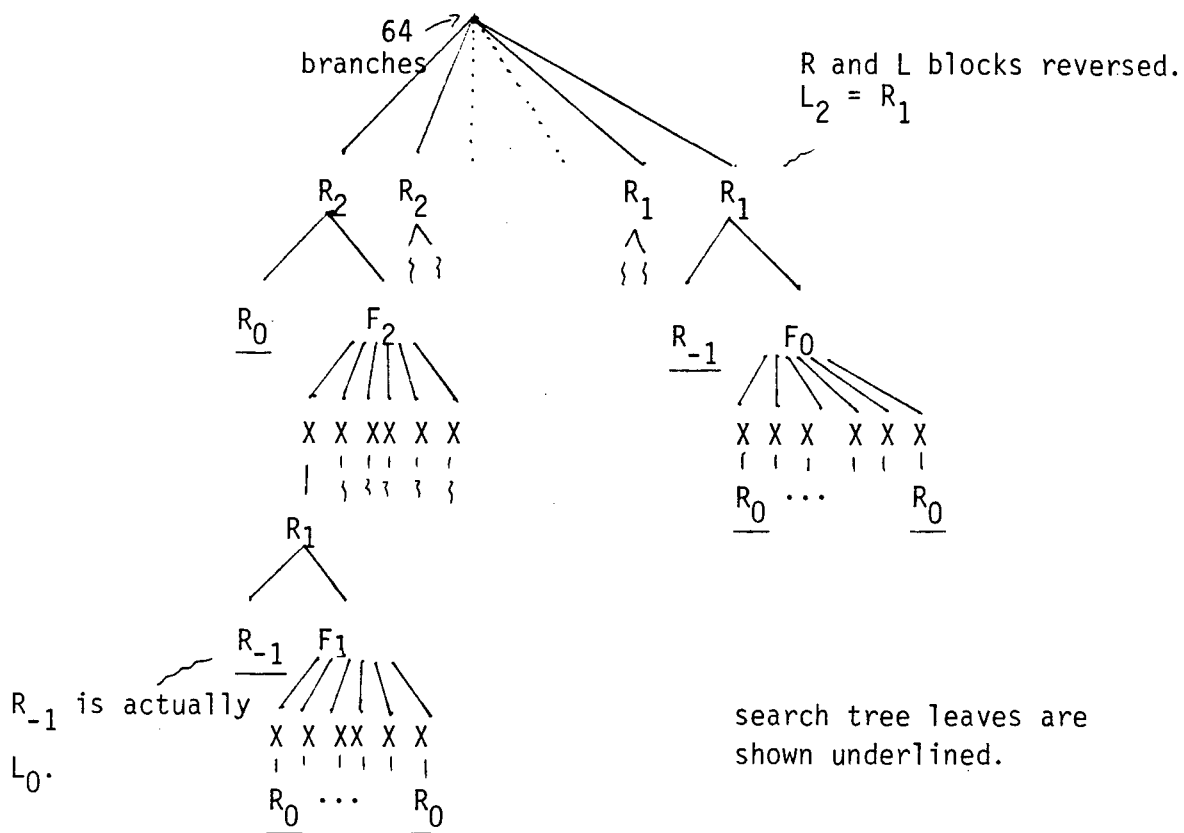 64
branches
R and L blocks reversed.
L2 = R1
R2 R2 R1 R1
R0 F2 R-1 F0
X X XX X X X X X X X X
R0 ··· R0
R1
R-1 F1
R-1 is actually
L0.
X X XX X X
R0 ··· R0
search tree leaves are
shown underlined.